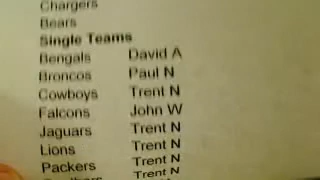 Chargers
Bears
Single Teams
Bengals David A
Broncos Paul N
Cowboys Trent N
Falcons John W
Jaguars Trent N
Lions Trent N
Packers Trent N
Trent N